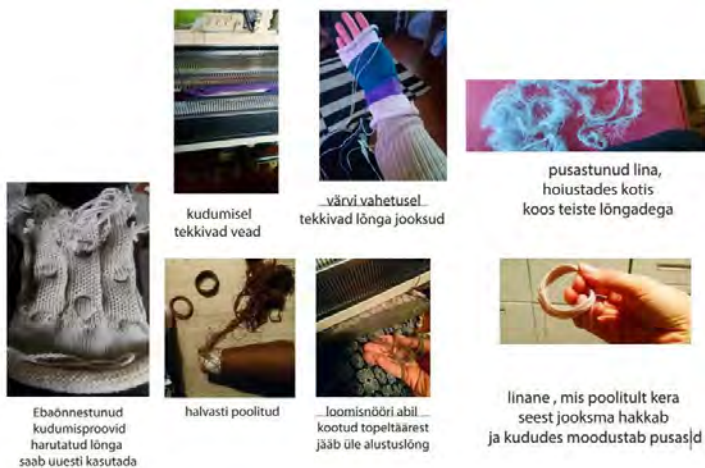 kudumisel
tekkivad vead
värvi vahetusel
tekkivad lõnga jooksud
pusastunud lina,
hoiustades kotis
koos teiste lõngadega
Ebaõnnestunud
kudumisproovid
harutatud lõnga
saab uuesti kasutada
halvasti poolitud
loomisnööri abil
kootud topeltäärest
jääb üle alustuslõng
linane , mis poolitult kera
seest jooksma hakkab
ja kududes moodustab pusasid